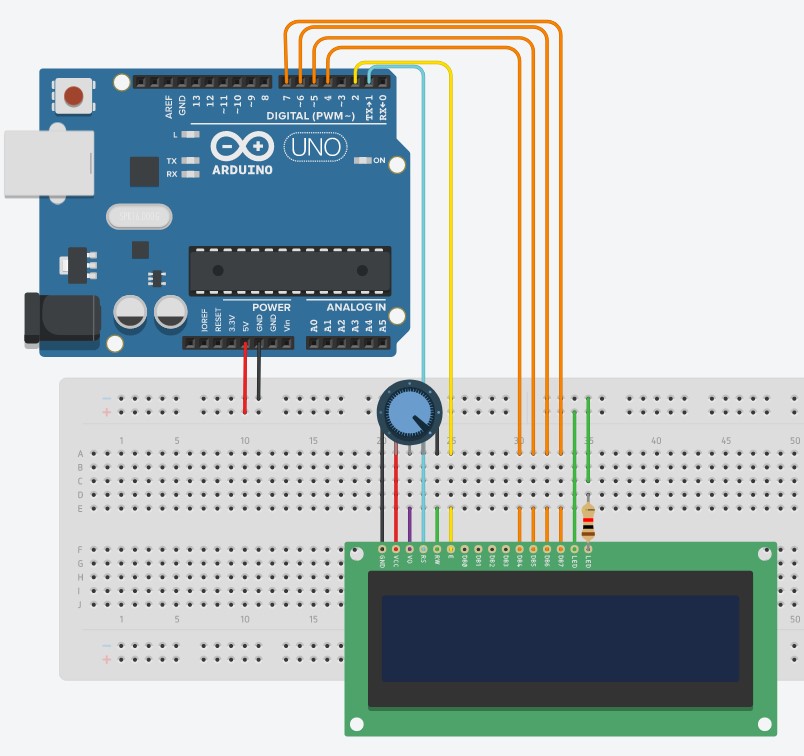 7 ~6 ~5 4 ~3 2 TX→1 RX←0
AREF GND 13 12 ~11 ~10 ~9 8
DIGITAL (PWM~)
L
TX
RX
UNO
ON
ARDUINO
POWER
ANALOG IN
IOREF RESET 3.3V 5V GND GND Vin
A0 A1 A2 A3 A4 A5
−
+
1 5 10 15 20 25 30 35 40 45 50
A
B
C
D
E
F
G
H
I
J
GND VCC VO RS RW E DB0 DB1 DB2 DB3 DB4 DB5 DB6 DB7 LED LED
1 5 10 15 50
−
+